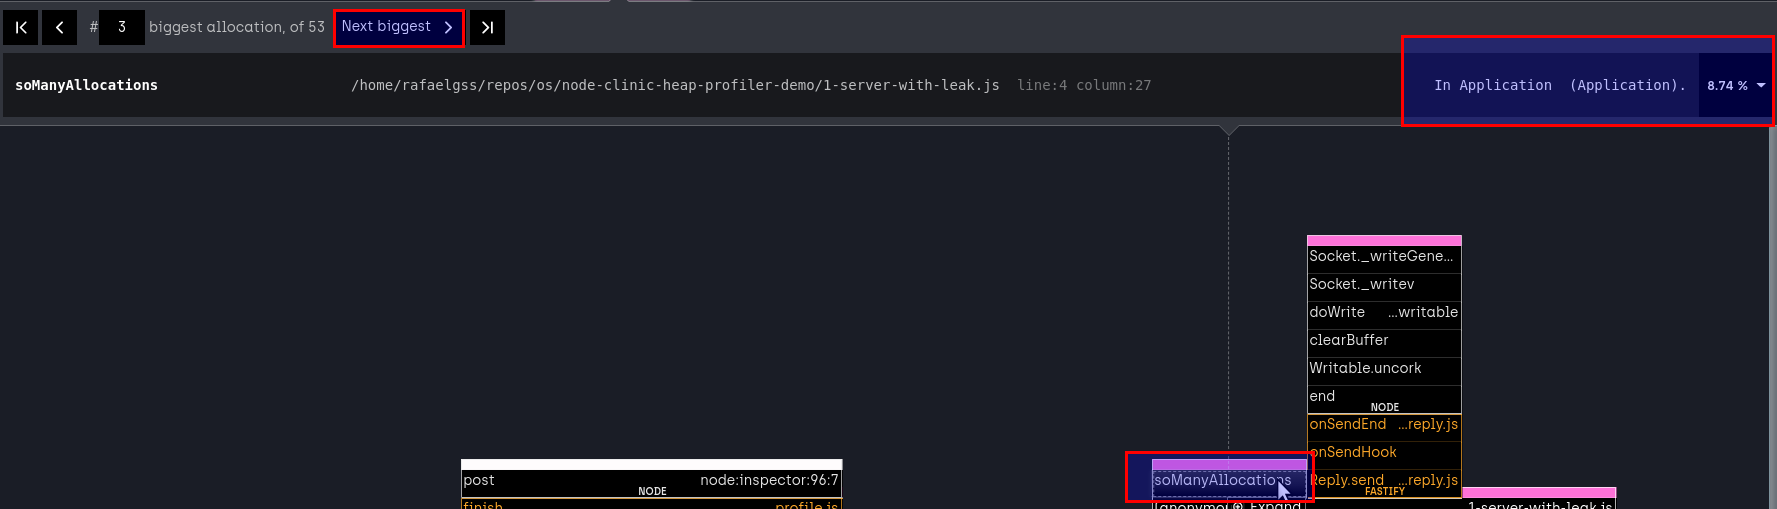 # 3 biggest allocation, of 53 Next biggest
soManyAllocations /home/rafaelgss/repos/os/node-clinic-heap-profiler-demo/1-server-with-leak.js line:4 column:27 In Application (Application). 8.74 %
Socket._writeGene...
Socket._writev
doWrite ...writable
clearBuffer
Writable.uncork
end
NODE
onSendEnd ...reply.js
onSendHook
post node:inspector:96:7
NODE
soManyAllocations
Reply.send ...reply.js
FASTIFY
finish profile.js
(anonymou Expand
1-server-with-leak.js